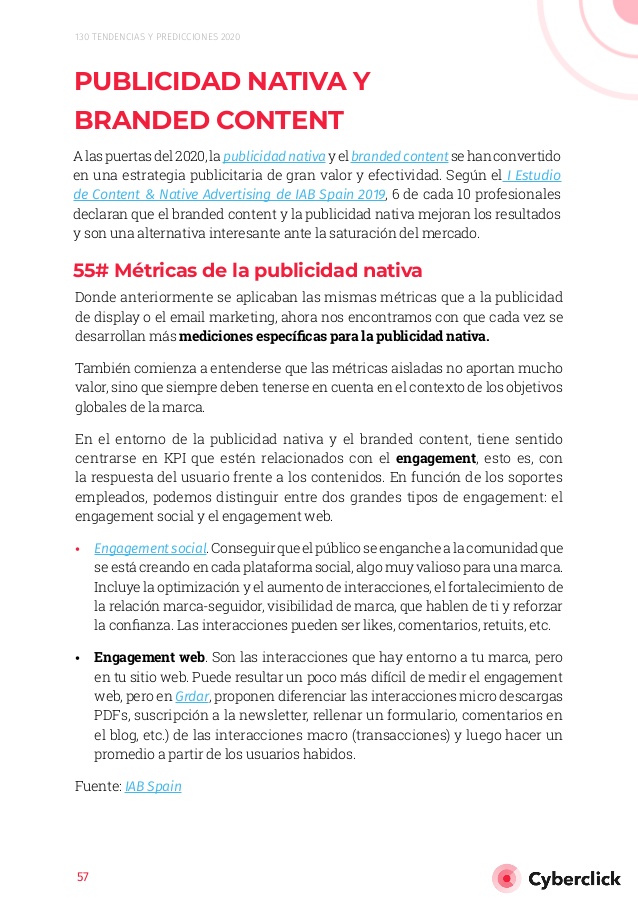 130 TENDENCIAS Y PREDICCIONES 2020
PUBLICIDAD NATIVA Y
BRANDED CONTENT
A las puertas del 2020, la publicidad nativa y el branded content se han convertido
en una estrategia publicitaria de gran valor y efectividad. Según el I Estudio
de Content & Native Advertising de IAB Spain 2019, 6 de cada 10 profesionales
declaran que el branded content y la publicidad nativa mejoran los resultados
y son una alternativa interesante ante la saturación del mercado.
55# Métricas de la publicidad nativa
Donde anteriormente se aplicaban las mismas métricas que a la publicidad
de display o el email marketing, ahora nos encontramos con que cada vez se
desarrollan más mediciones específicas para la publicidad nativa.
También comienza a entenderse que las métricas aisladas no aportan mucho
valor, sino que siempre deben tenerse en cuenta en el contexto de los objetivos
globales de la marca.
En el entorno de la publicidad nativa y el branded content, tiene sentido
centrarse en KPI que estén relacionados con el engagement, esto es, con
la respuesta del usuario frente a los contenidos. En función de los soportes
empleados, podemos distinguir entre dos grandes tipos de engagement: el
engagement social y el engagement web.
• Engagement social. Conseguir que el público se enganche a la comunidad que
se está creando en cada plataforma social, algo muy valioso para una marca.
Incluye la optimización y el aumento de interacciones, el fortalecimiento de
la relación marca-seguidor, visibilidad de marca, que hablen de ti y reforzar
la confianza. Las interacciones pueden ser likes, comentarios, retuits, etc.
• Engagement web. Son las interacciones que hay entorno a tu marca, pero
en tu sitio web. Puede resultar un poco más difícil de medir el engagement
web, pero en Grdar, proponen diferenciar las interacciones micro descargas
PDFs, suscripción a la newsletter, rellenar un formulario, comentarios en
el blog, etc.) de las interacciones macro (transacciones) y luego hacer un
promedio a partir de los usuarios habidos.
Fuente: IAB Spain
57
Cyberclick